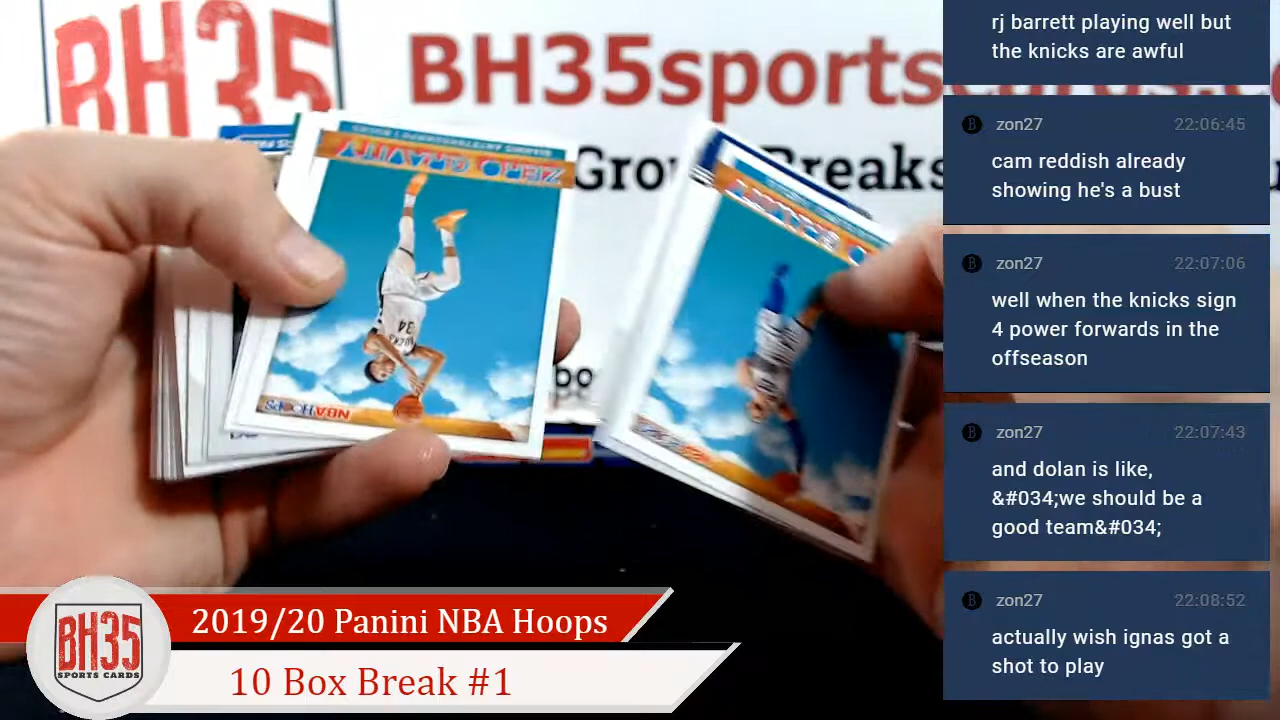 BH35
BH35sports
Breaks
GIANNIS ANTETOKOUNMPO | BUCKS
ZERO GRAVITY
34
NBA HOOPS
2019/20 Panini NBA Hoops
10 Box Break #1
BH35
SPORTS CARDS
rj barrett playing well but
the knicks are awful
zon27 22:06:45
cam reddish already
showing he's a bust
zon27 22:07:06
well when the knicks sign
4 power forwards in the
offseason
zon27 22:07:43
and dolan is like,
&#034;we should be a
good team&#034;
zon27 22:08:52
actually wish ignas got a
shot to play